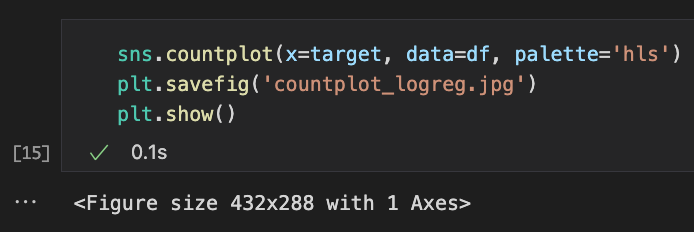 sns.countplot(x=target, data=df, palette='hls')
plt.savefig('countplot_logreg.jpg')
plt.show()
[15] ✓ 0.1s
... <Figure size 432x288 with 1 Axes>